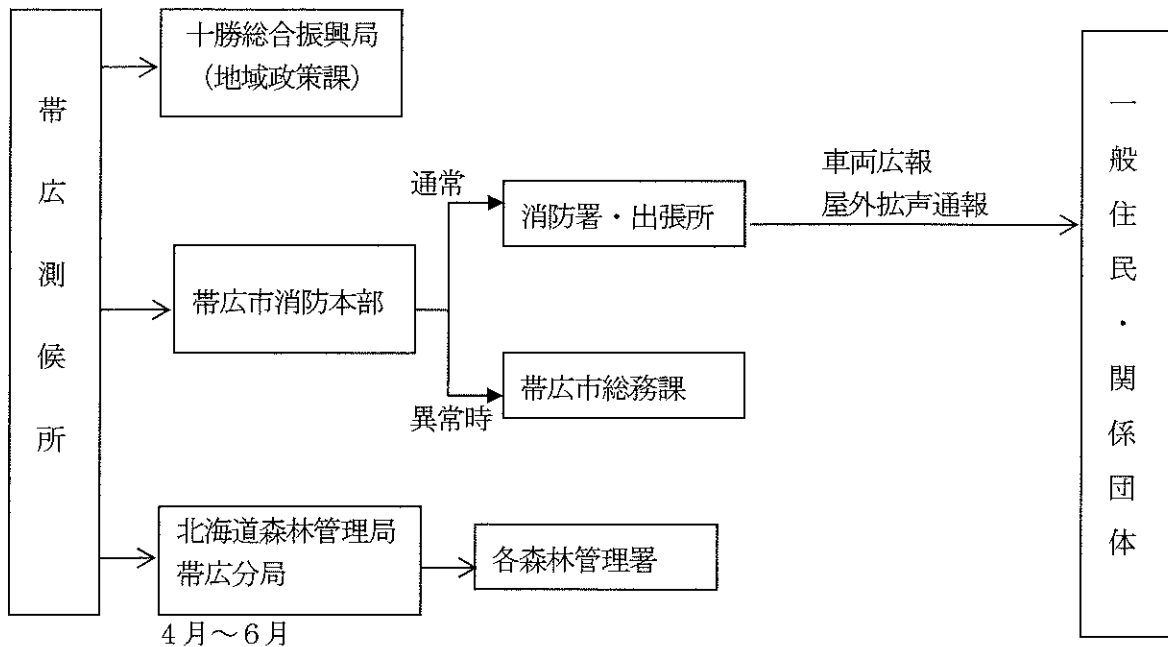 帯広測候所
十勝総合振興局
（地域政策課）
帯広市消防本部
通常
消防署・出張所
車両広報
屋外拡声通報
異常時
帯広市総務課
北海道森林管理局
帯広分局
4月～6月
各森林管理署
一般住民・関係団体